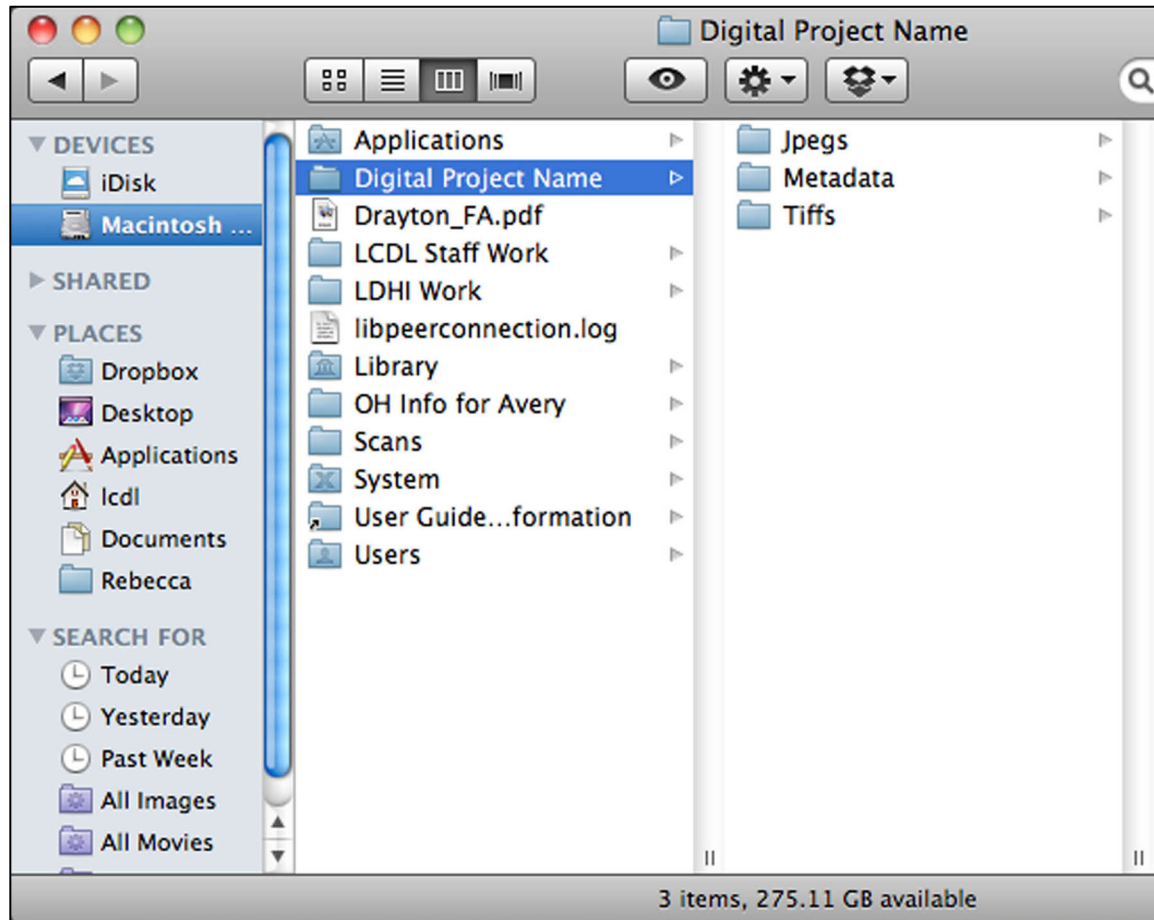 Digital Project Name
DEVICES
iDisk
Macintosh ...
SHARED
PLACES
Dropbox
Desktop
Applications
lcdl
Documents
Rebecca
SEARCH FOR
Today
Yesterday
Past Week
All Images
All Movies
Applications
Digital Project Name
Drayton_FA.pdf
LCDL Staff Work
LDHI Work
libpeerconnection.log
Library
OH Info for Avery
Scans
System
User Guide...formation
Users
Jpegs
Metadata
Tiffs
3 items, 275.11 GB available